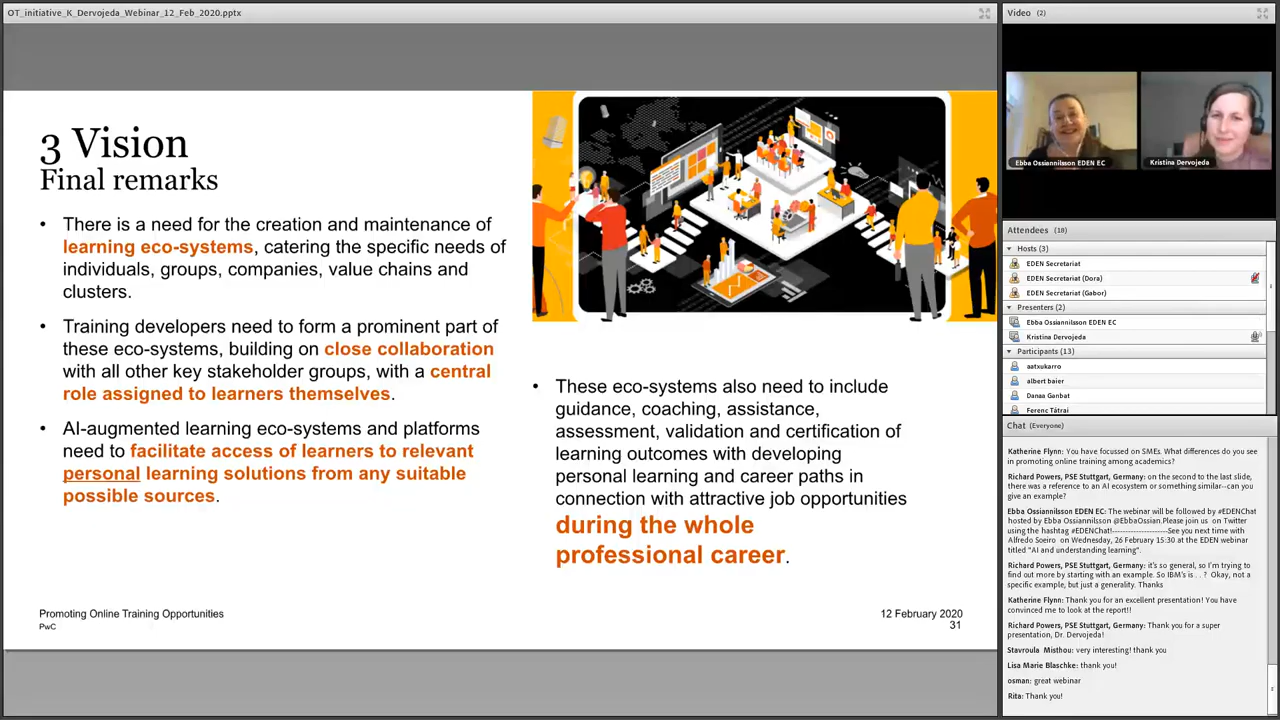 OT_initiative_K_Dervojeda_Webinar_12_Feb_2020.pptx
3 Vision
Final remarks
• There is a need for the creation and maintenance of
learning eco-systems, catering the specific needs of
individuals, groups, companies, value chains and
clusters.
• Training developers need to form a prominent part of
these eco-systems, building on close collaboration
with all other key stakeholder groups, with a central
role assigned to learners themselves.
• AI-augmented learning eco-systems and platforms
need to facilitate access of learners to relevant
personal learning solutions from any suitable
possible sources.
• These eco-systems also need to include
guidance, coaching, assistance,
assessment, validation and certification of
learning outcomes with developing
personal learning and career paths in
connection with attractive job opportunities
during the whole
professional career.
Promoting Online Training Opportunities
PwC
12 February 2020
31
Video (2)
Ebba Ossiannilsson EDEN EC
Kristina Dervojeda
Attendees (18)
Hosts (3)
EDEN Secretariat
EDEN Secretariat (Dora)
EDEN Secretariat (Gabor)
Presenters (2)
Ebba Ossiannilsson EDEN EC
Kristina Dervojeda
Participants (13)
aatxukarro
albert baier
Danaa Ganbat
Ferenc Tátrai
Chat (Everyone)
Katherine Flynn: You have focussed on SMEs. What differences do you see
in promoting online training among academics?
Richard Powers, PSE Stuttgart, Germany: on the second to the last slide,
there was a reference to an AI ecosystem or something similar--can you
give an example?
Ebba Ossiannilsson EDEN EC: The webinar will be followed by #EDENChat
hosted by Ebba Ossiannilsson @EbbaOssian.Please join us on Twitter
using the hashtag #EDENChat!----------------------See you next time with
Alfredo Soeiro on Wednesday, 26 February 15:30 at the EDEN webinar
titled "AI and understanding learning".
Richard Powers, PSE Stuttgart, Germany: it's so general, so I'm trying to
find out more by starting with an example. So IBM's is . . ? Okay, not a
specific example, but just a generality. Thanks
Katherine Flynn: Thank you for an excellent presentation! You have
convinced me to look at the report!!
Richard Powers, PSE Stuttgart, Germany: Thank you for a super
presentation, Dr. Dervojeda!
Stavroula Misthou: very interesting! thank you
Lisa Marie Blaschke: thank you!
osman: great webinar
Rita: Thank you!